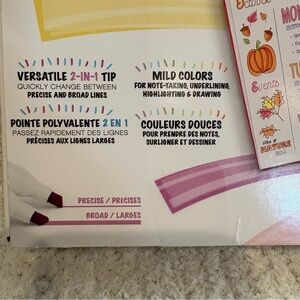 VERSATILE 2-IN-1 TIP
QUICKLY CHANGE BETWEEN
PRECISE AND BROAD LINES
MILD COLORS
FOR NOTE-TAKING, UNDERLINING,
HIGHLIGHTING & DRAWING
POINTE POLYVALENTE 2 EN 1
PASSEZ RAPIDEMENT DES LIGNES
PRÉCISES AUX LIGNES LARGES
COULEURS DOUCES
POUR PRENDRE DES NOTES,
SURLIGNER ET DESSINER
PRECISE / PRÉCISES
BROAD / LARGES
Events
NATURE